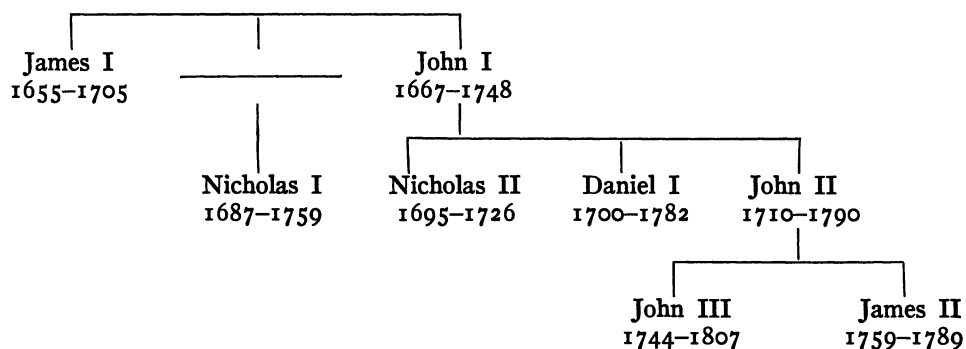 James I
1655–1705
John I
1667–1748
Nicholas I
1687–1759
Nicholas II
1695–1726
Daniel I
1700–1782
John II
1710–1790
John III
1744–1807
James II
1759–1789